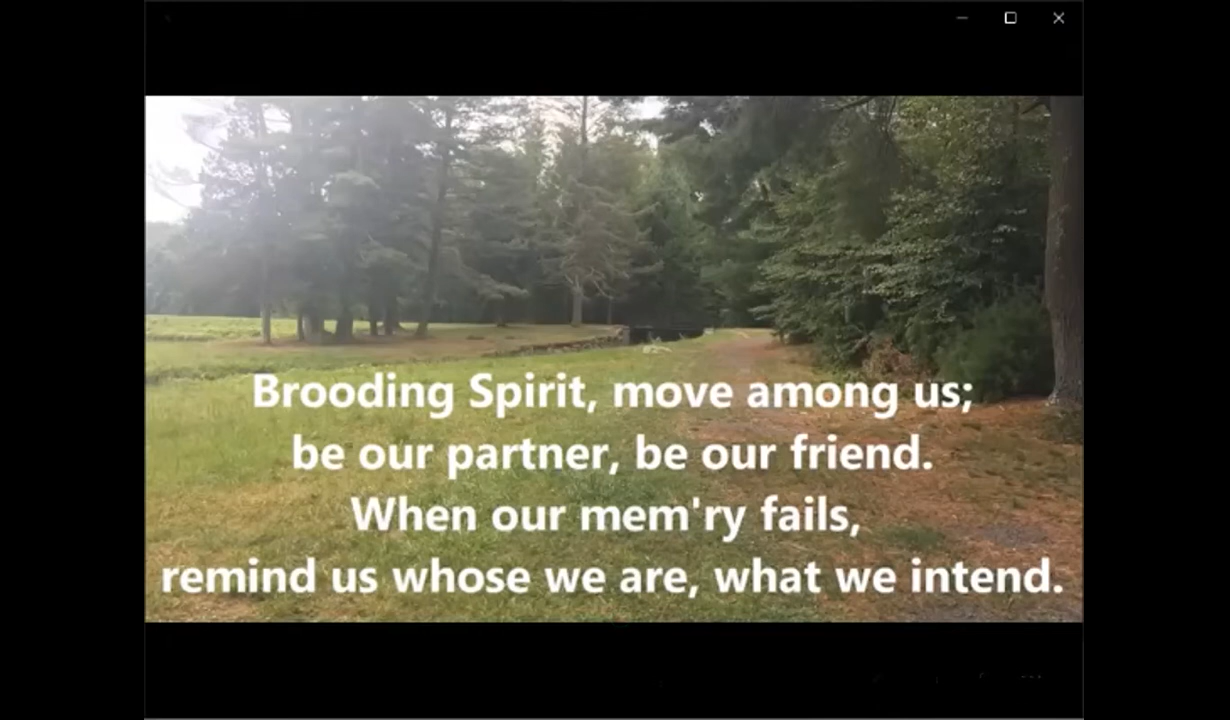 Brooding Spirit, move among us;
be our partner, be our friend.
When our mem'ry fails,
remind us whose we are, what we intend.